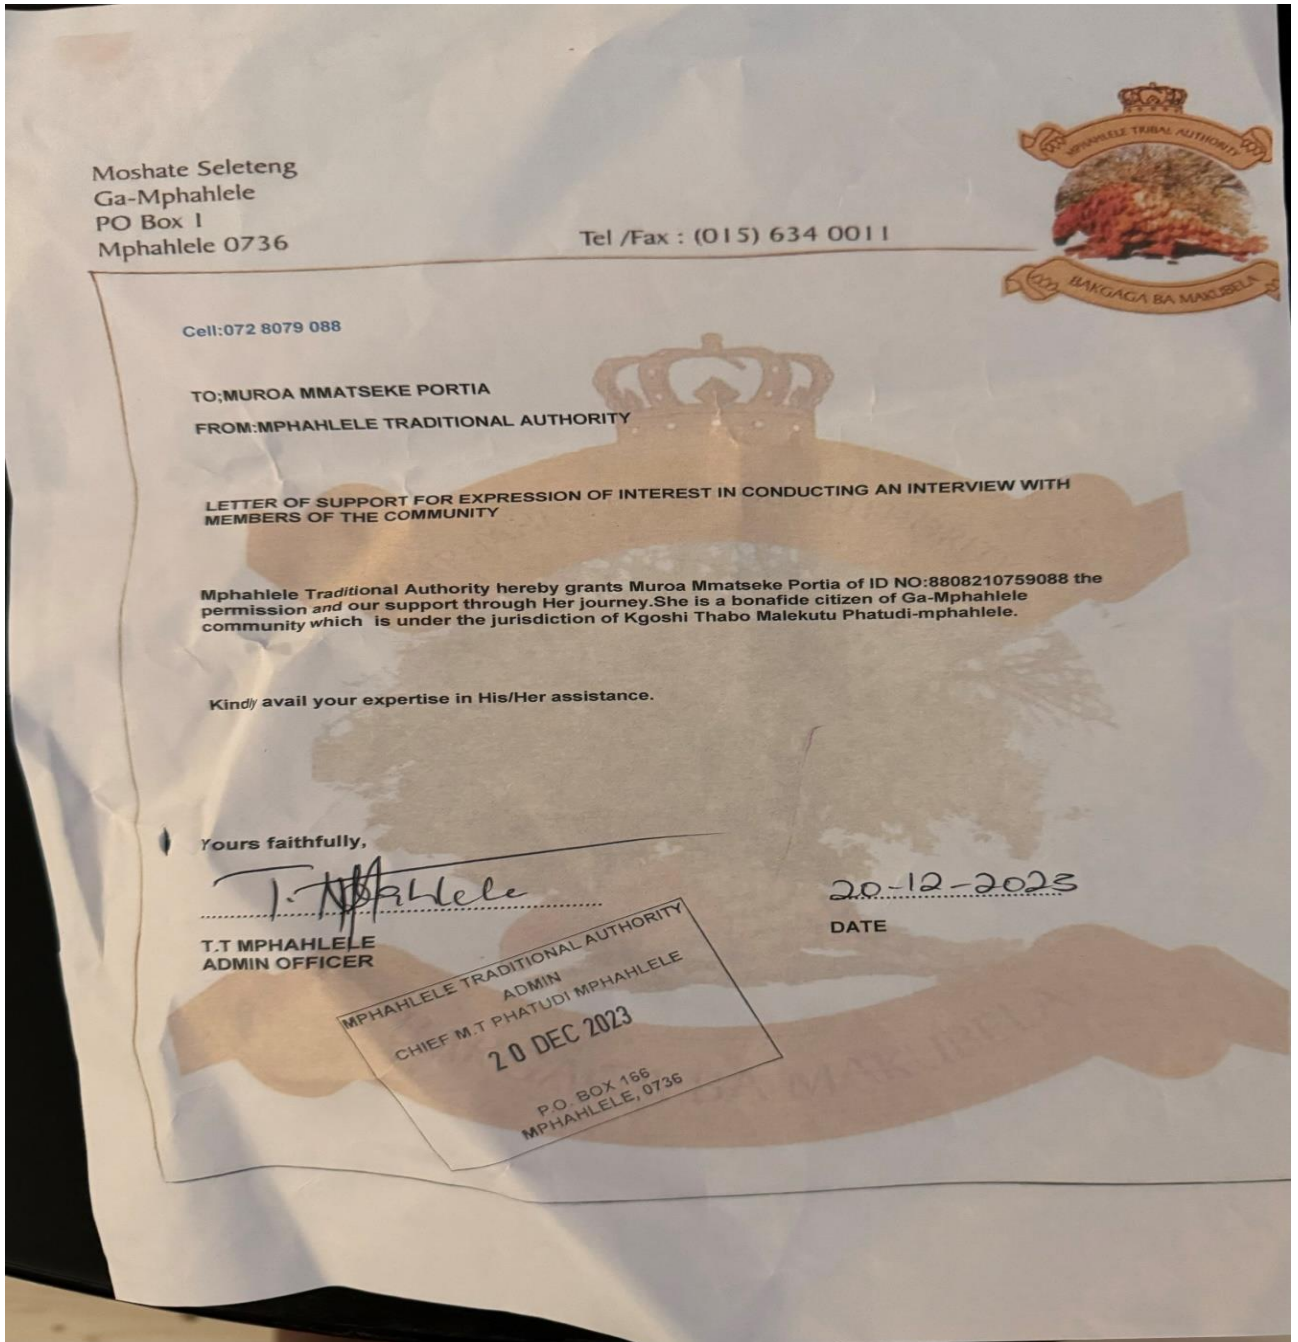 Moshate Seleteng
Ga-Mphahlele
PO Box 1
Mphahlele 0736
Tel /Fax : (015) 634 0011
MPHAHLELE TRIBAL AUTHORITY
BAKGAGA BA MAKUBELA
Cell:072 8079 088
TO;MUROA MMATSEKE PORTIA
FROM:MPHAHLELE TRADITIONAL AUTHORITY
LETTER OF SUPPORT FOR EXPRESSION OF INTEREST IN CONDUCTING AN INTERVIEW WITH
MEMBERS OF THE COMMUNITY
Mphahlele Traditional Authority hereby grants Muroa Mmatseke Portia of ID NO:8808210759088 the
permission and our support through Her journey.She is a bonafide citizen of Ga-Mphahlele
community which is under the jurisdiction of Kgoshi Thabo Malekutu Phatudi-mphahlele.
Kindly avail your expertise in His/Her assistance.
Yours faithfully,
T. Mphahlele
20-12-2023
T.T MPHAHLELE
ADMIN OFFICER
DATE
MPHAHLELE TRADITIONAL AUTHORITY
ADMIN
CHIEF M.T PHATUDI MPHAHLELE
20 DEC 2023
P.O. BOX 166
MPHAHLELE, 0736